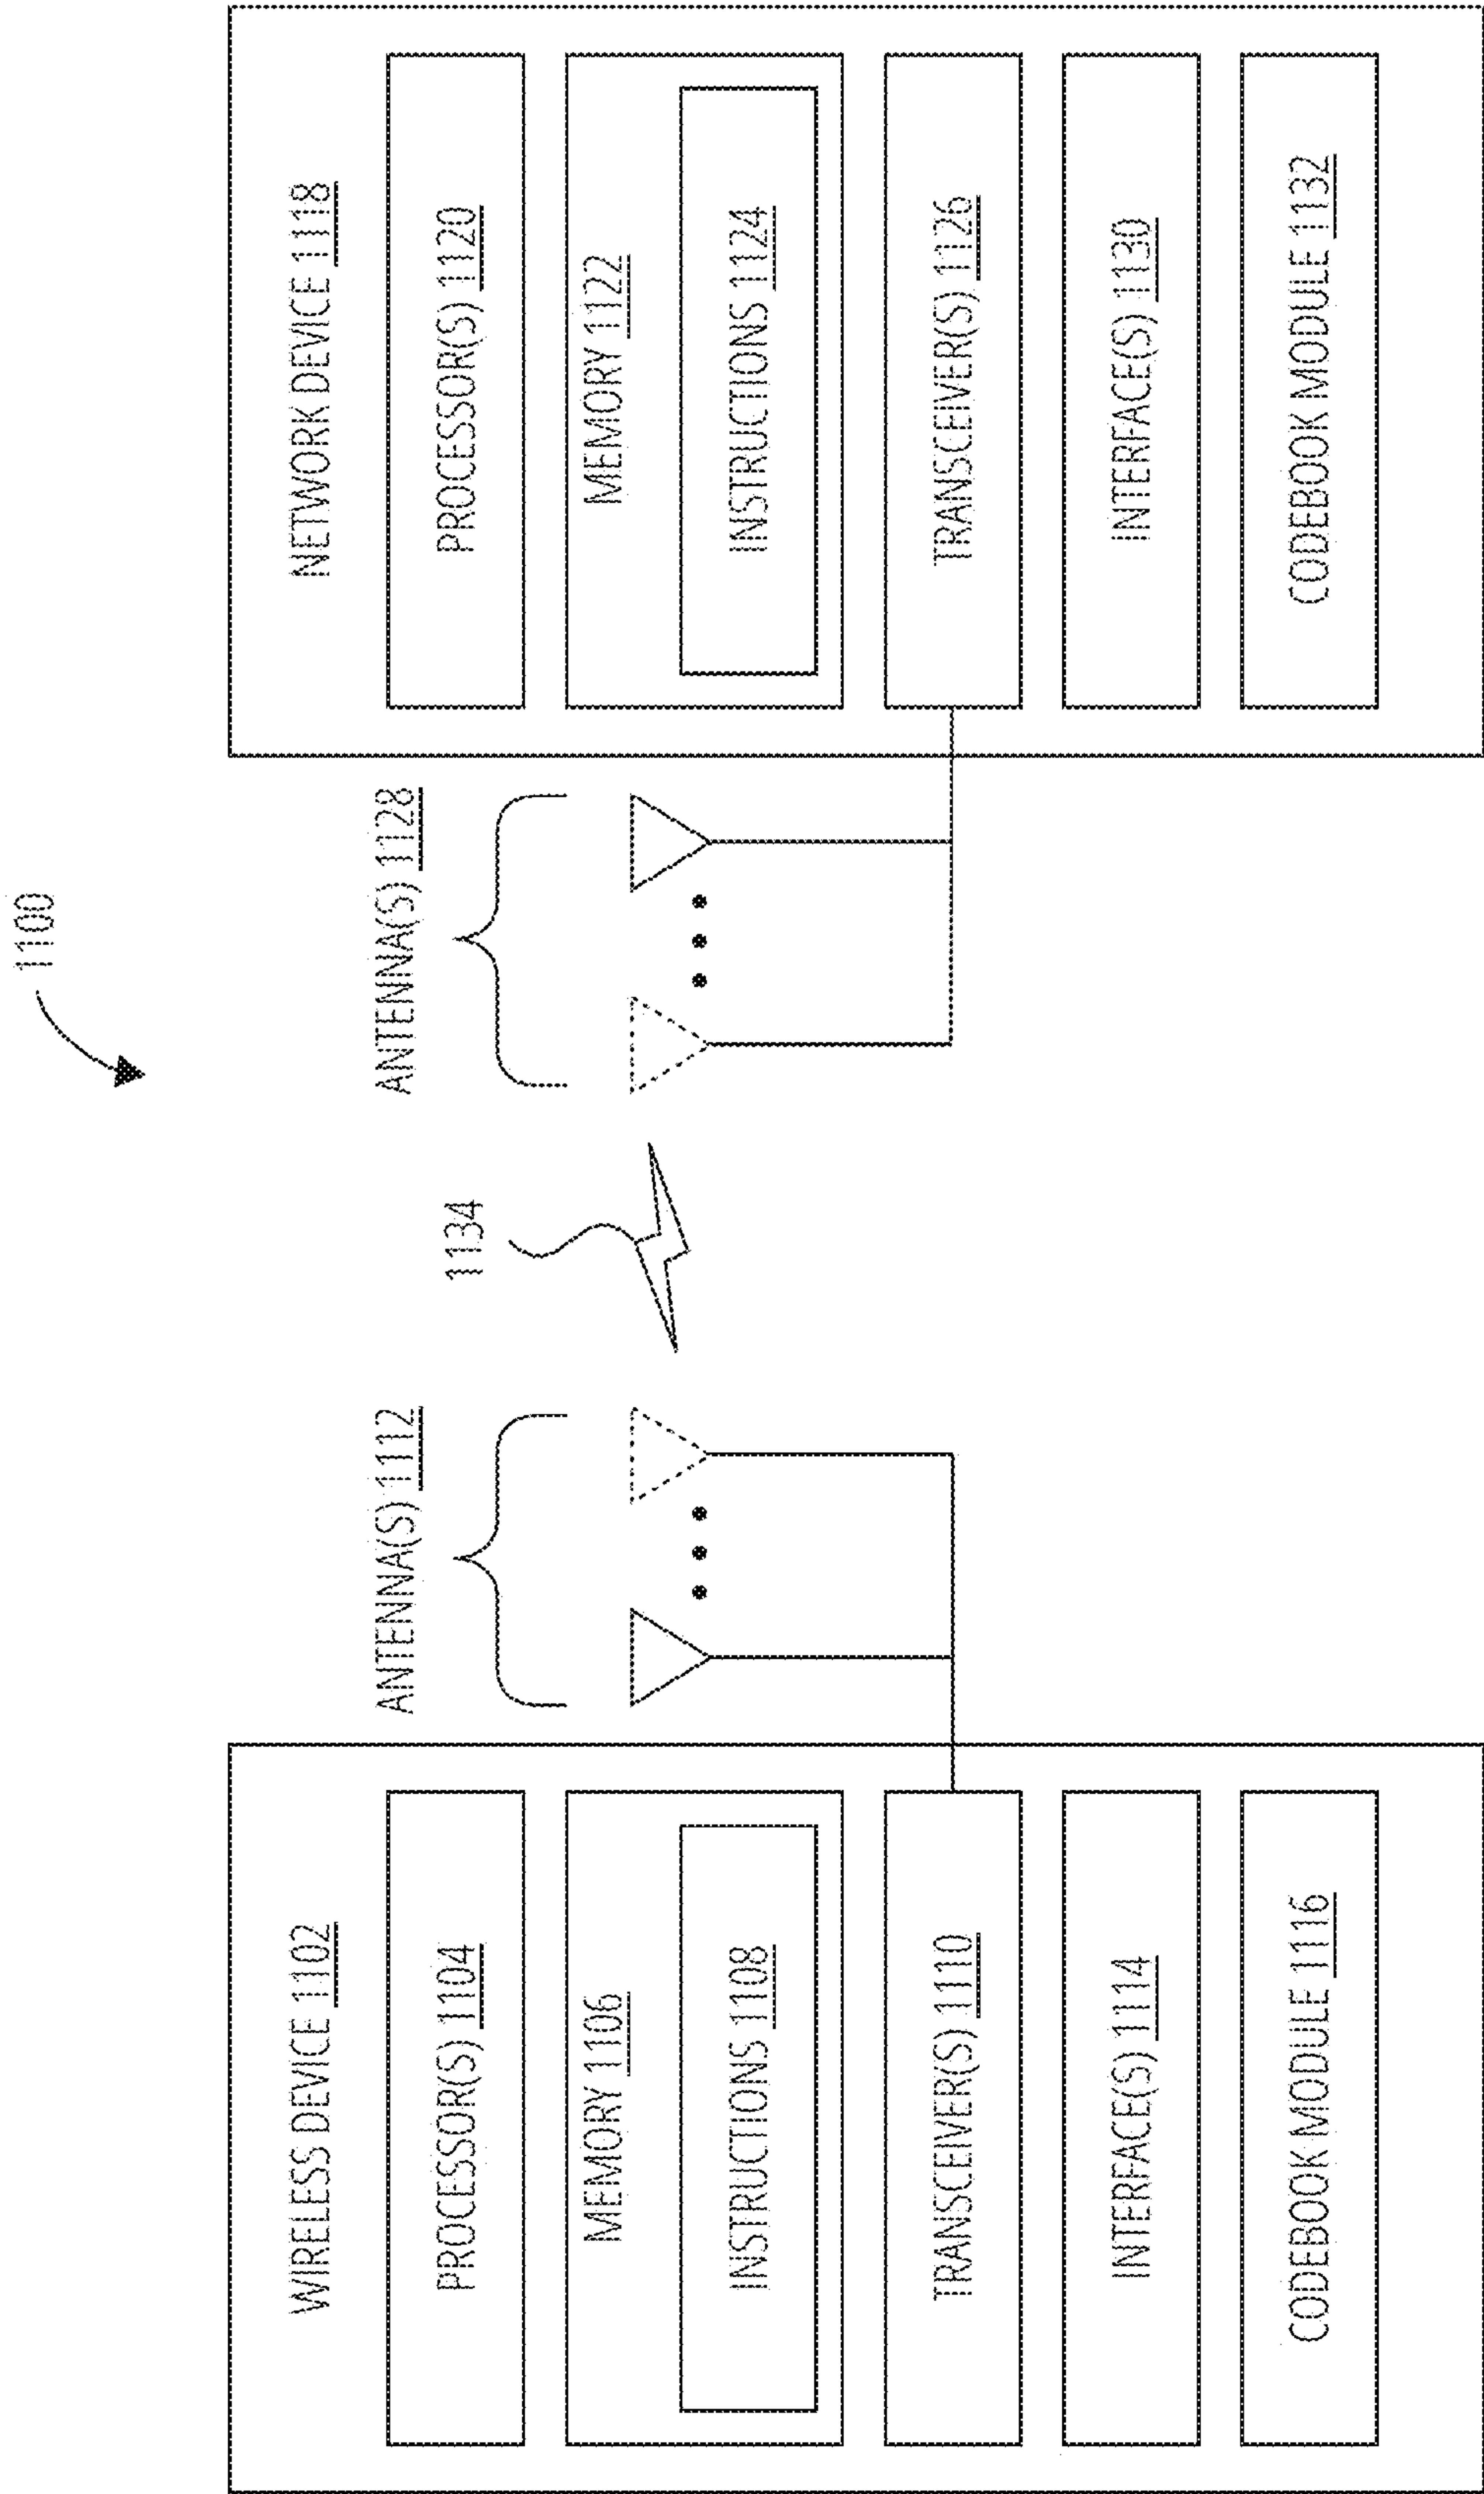 1100
WIRELESS DEVICE 1102
PROCESSOR(S) 1104
MEMORY 1106
INSTRUCTIONS 1108
TRANSCEIVER(S) 1110
INTERFACE(S) 1114
CODEBOOK MODULE 1116
ANTENNA(S) 1112
1134
ANTENNA(S) 1128
NETWORK DEVICE 1118
PROCESSOR(S) 1120
MEMORY 1122
INSTRUCTIONS 1124
TRANSCEIVER(S) 1126
INTERFACE(S) 1130
CODEBOOK MODULE 1132